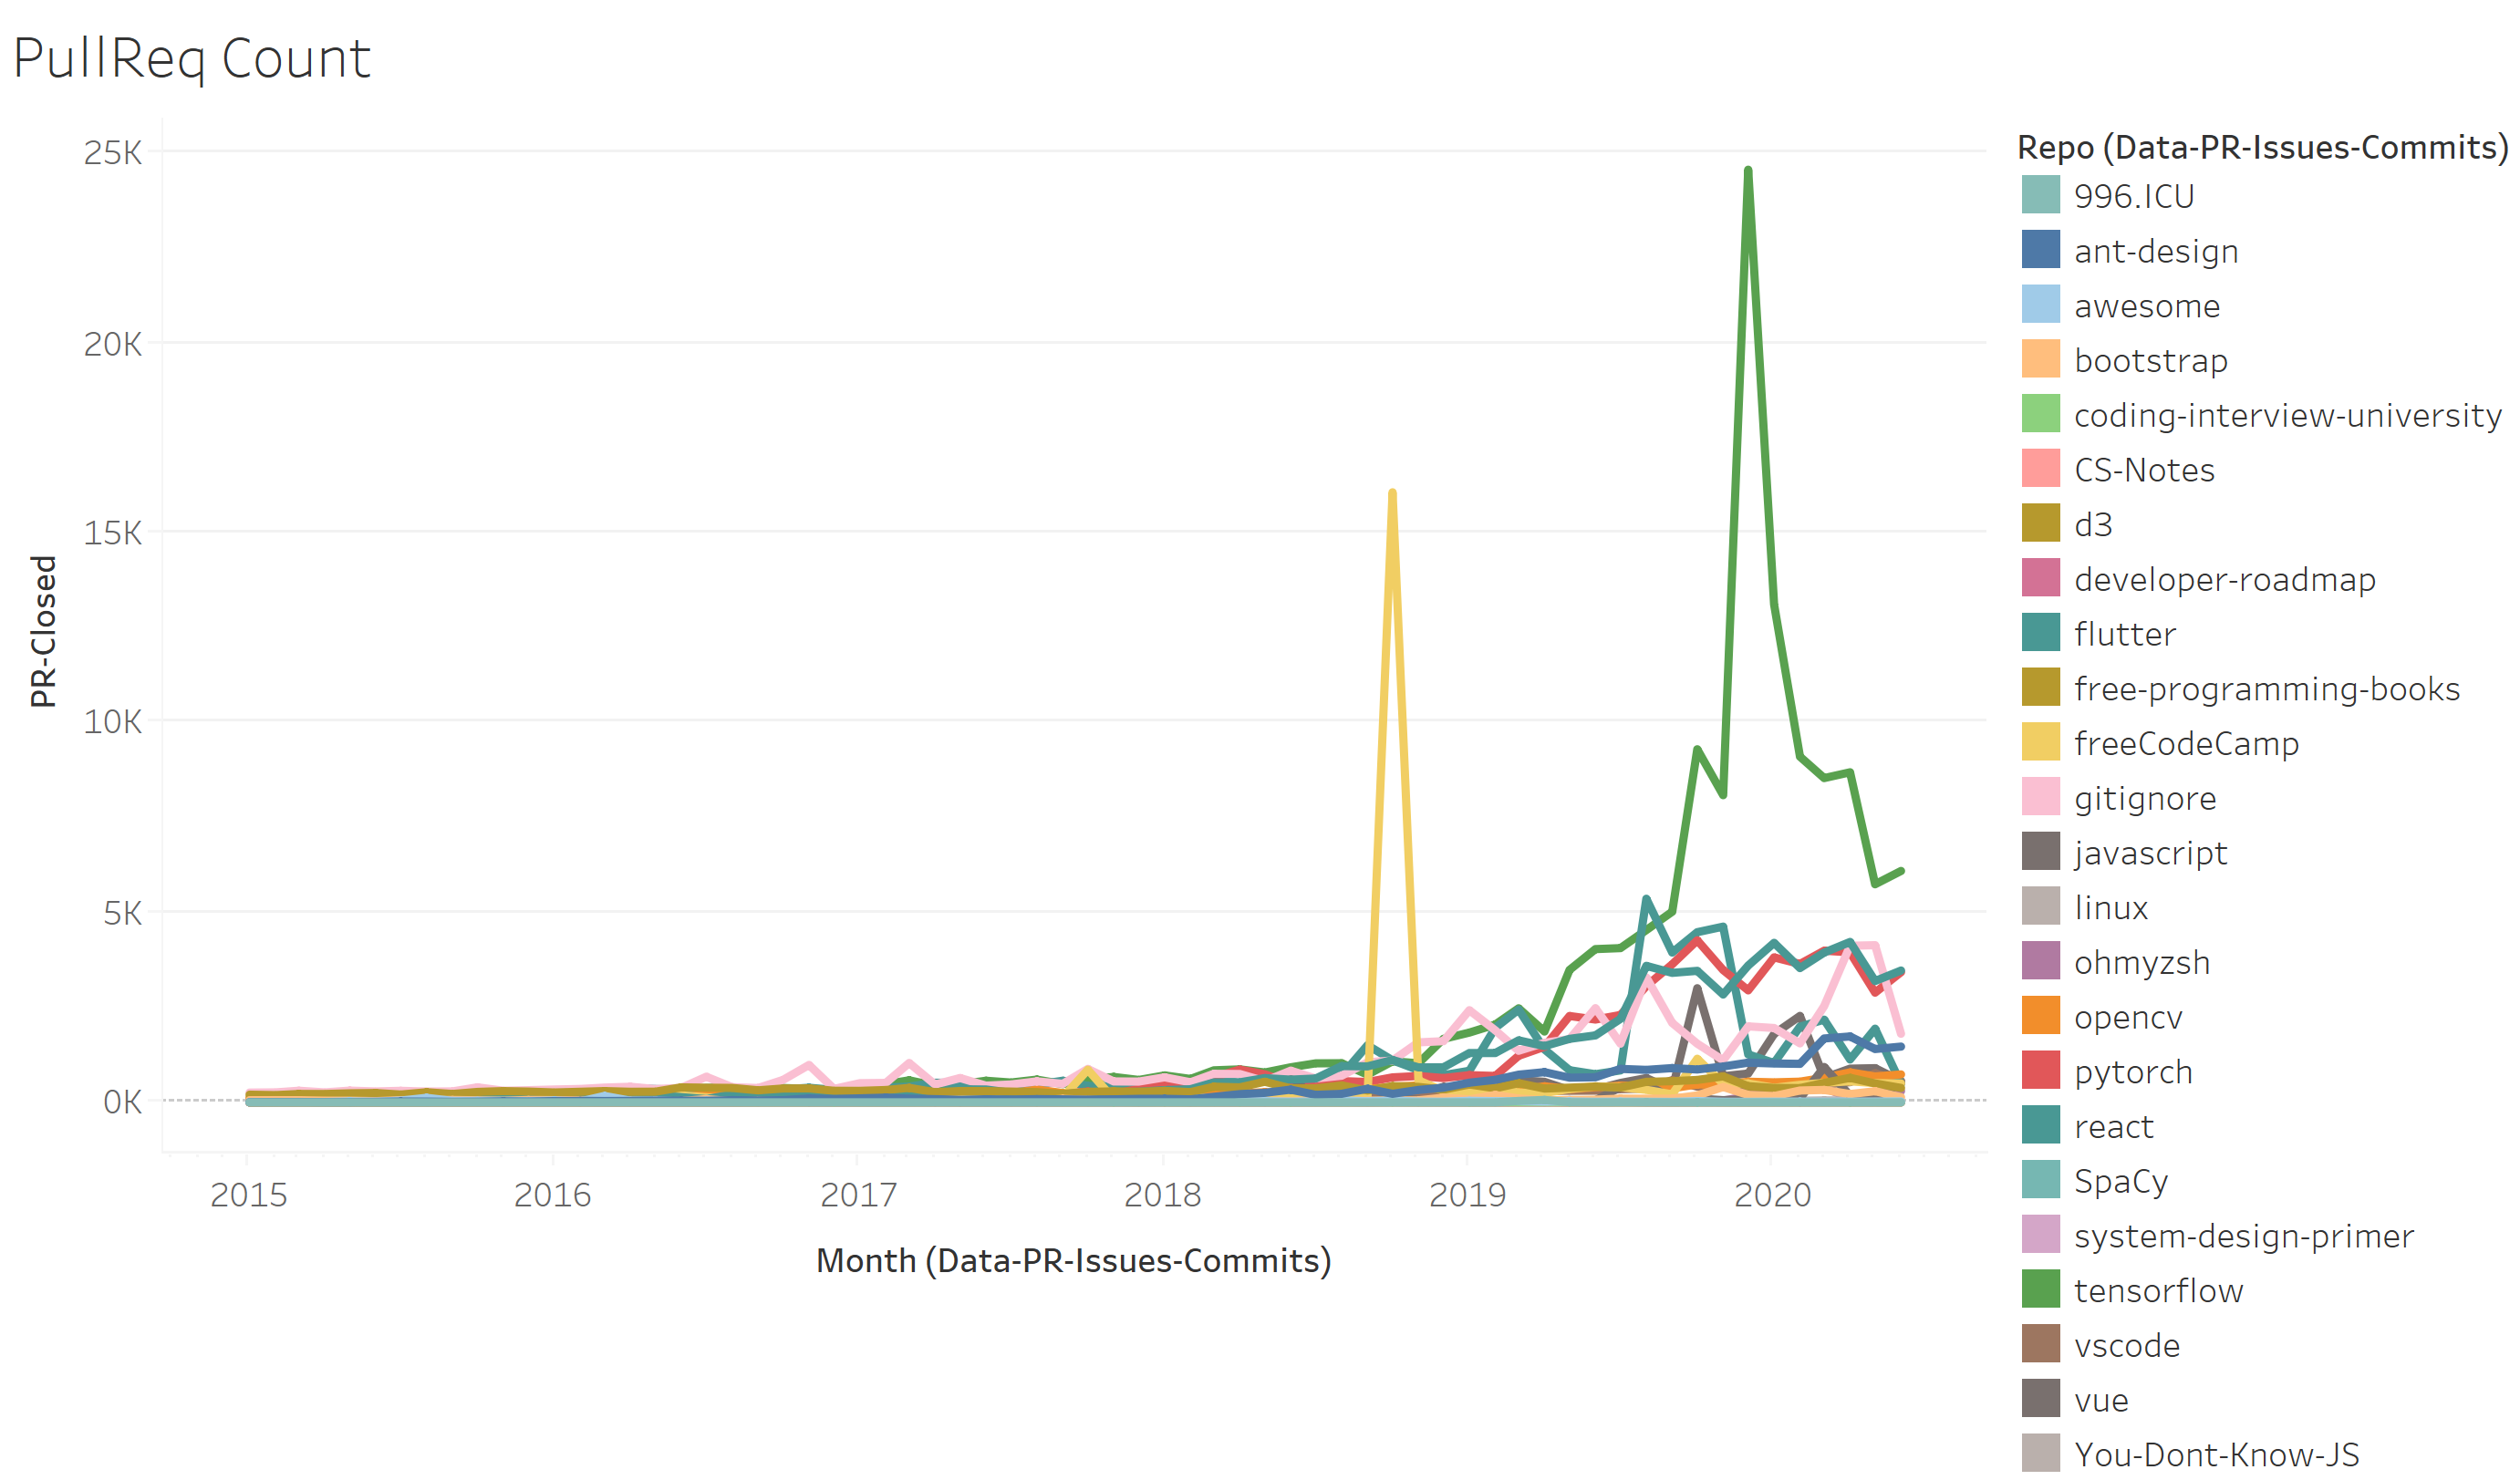 PullReq Count
25K
20K
15K
10K
5K
0K
PR-Closed
2015 2016 2017 2018 2019 2020
Month (Data-PR-Issues-Commits)
Repo (Data-PR-Issues-Commits)
996.ICU
ant-design
awesome
bootstrap
coding-interview-university
CS-Notes
d3
developer-roadmap
flutter
free-programming-books
freeCodeCamp
gitignore
javascript
linux
ohmyzsh
opencv
pytorch
react
SpaCy
system-design-primer
tensorflow
vscode
vue
You-Dont-Know-JS